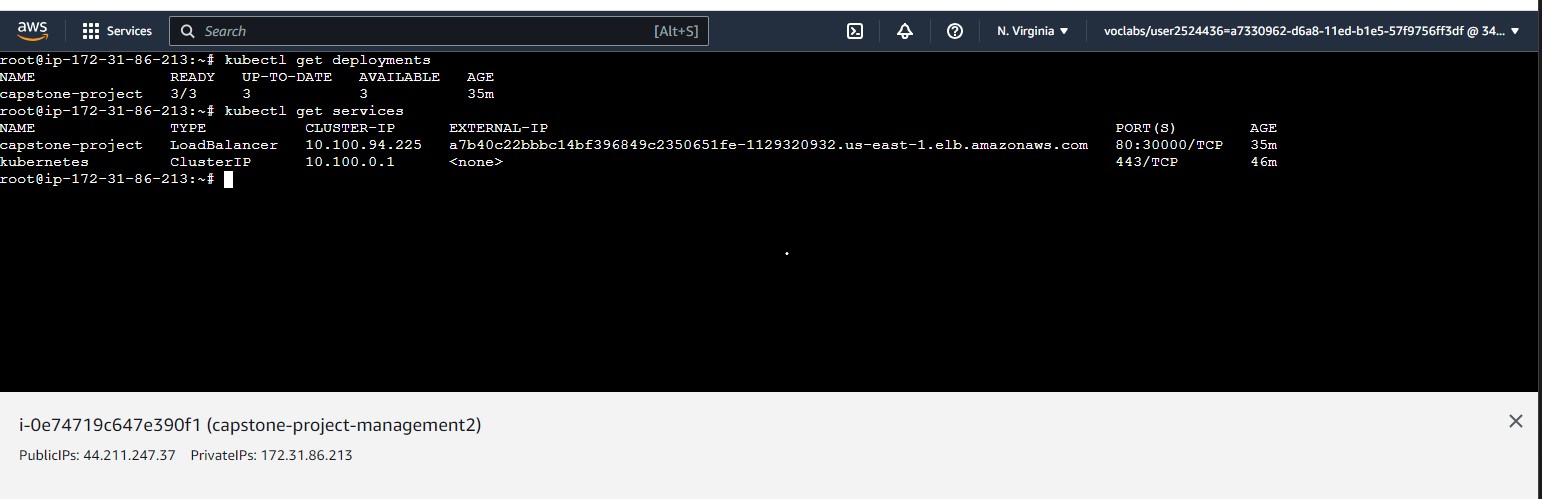 aws Services Search [Alt+S] N. Virginia voclabs/user2524436=a7330962-d6a8-11ed-b1e5-57f9756ff3df @ 34...
root@ip-172-31-86-213:~# kubectl get deployments
NAME READY UP-TO-DATE AVAILABLE AGE
capstone-project 3/3 3 3 35m
root@ip-172-31-86-213:~# kubectl get services
NAME TYPE CLUSTER-IP EXTERNAL-IP PORT(S) AGE
capstone-project LoadBalancer 10.100.94.225 a7b40c22bbbc14bf396849c2350651fe-1129320932.us-east-1.elb.amazonaws.com 80:30000/TCP 35m
kubernetes ClusterIP 10.100.0.1 <none> 443/TCP 46m
root@ip-172-31-86-213:~#
i-0e74719c647e390f1 (capstone-project-management2)
PublicIPs: 44.211.247.37 PrivateIPs: 172.31.86.213